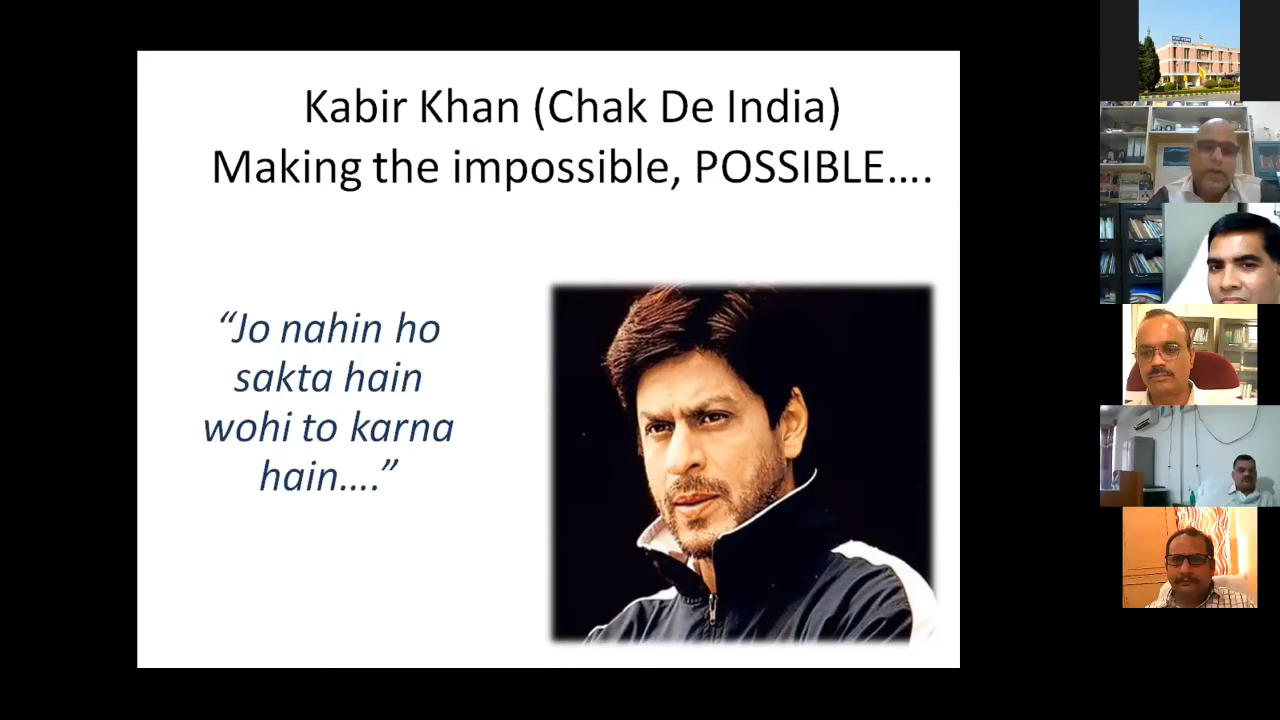 Kabir Khan (Chak De India)
Making the impossible, POSSIBLE....
“Jo nahin ho
sakta hain
wohi to karna
hain....”